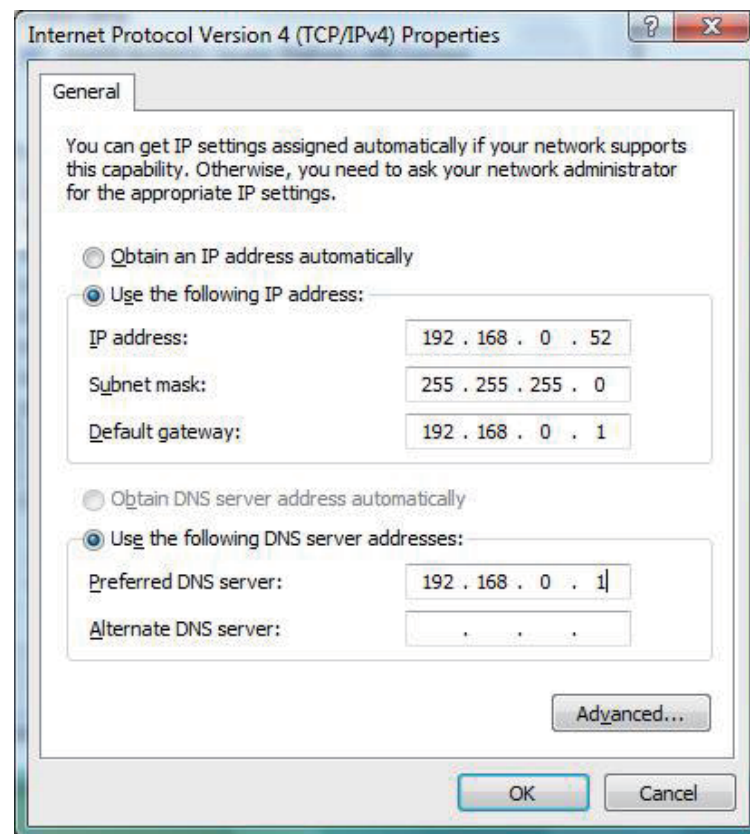 Internet Protocol Version 4 (TCP/IPv4) Properties
?
X
General
You can get IP settings assigned automatically if your network supports
this capability. Otherwise, you need to ask your network administrator
for the appropriate IP settings.
Obtain an IP address automatically
Use the following IP address:
IP address: 192 . 168 . 0 . 52
Subnet mask: 255 . 255 . 255 . 0
Default gateway: 192 . 168 . 0 . 1
Obtain DNS server address automatically
Use the following DNS server addresses:
Preferred DNS server: 192 . 168 . 0 . 1
Alternate DNS server: . . .
Advanced...
OK Cancel